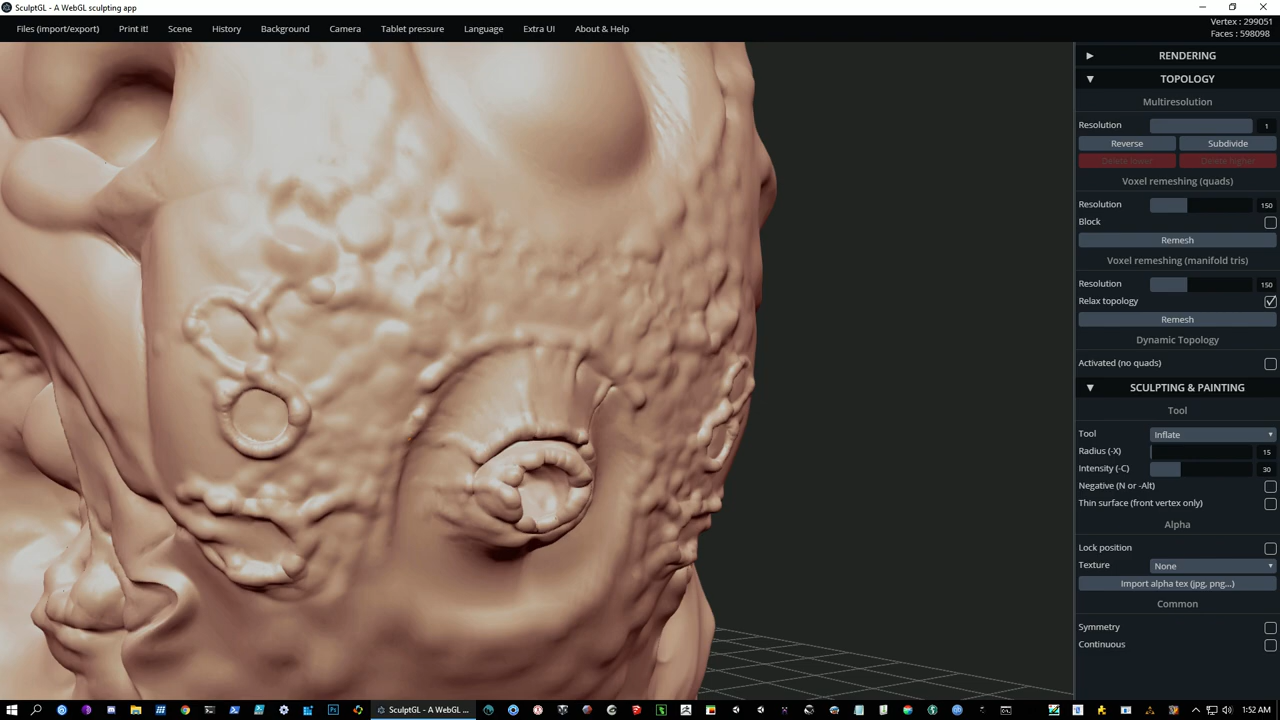 SculptGL - A WebGL sculpting app
Files (import/export) Print it! Scene History Background Camera Tablet pressure Language Extra UI About & Help
Vertex : 299051
Faces : 598098
RENDERING
TOPOLOGY
Multiresolution
Resolution 1
Reverse Subdivide
Delete lower Delete higher
Voxel remeshing (quads)
Resolution 150
Block
Remesh
Voxel remeshing (manifold tris)
Resolution 150
Relax topology
Remesh
Dynamic Topology
Activated (no quads)
SCULPTING & PAINTING
Tool
Tool Inflate
Radius (-X) 15
Intensity (-C) 30
Negative (N or -Alt)
Thin surface (front vertex only)
Alpha
Lock position
Texture None
Import alpha tex (jpg, png...)
Common
Symmetry
Continuous
SculptGL - A WebGL ...
1:52 AM